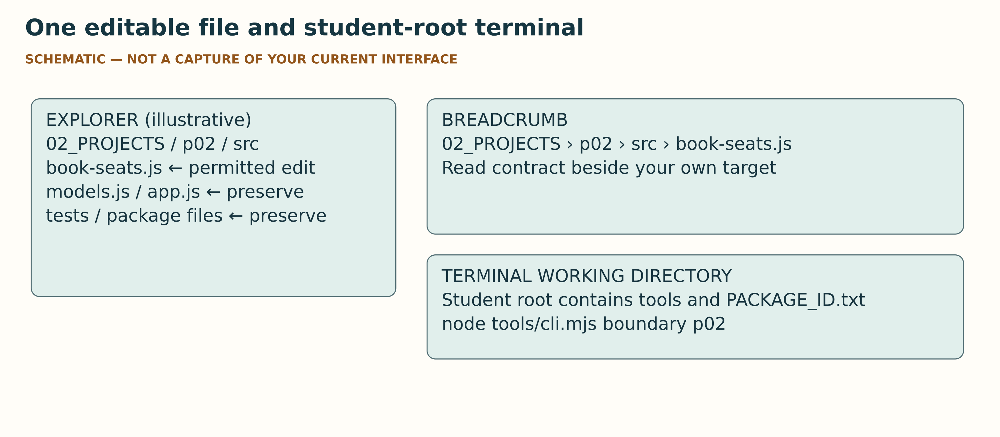 One editable file and student-root terminal
SCHEMATIC — NOT A CAPTURE OF YOUR CURRENT INTERFACE
EXPLORER (illustrative)
02_PROJECTS / p02 / src
book-seats.js ← permitted edit
models.js / app.js ← preserve
tests / package files ← preserve
BREADCRUMB
02_PROJECTS › p02 › src › book-seats.js
Read contract beside your own target
TERMINAL WORKING DIRECTORY
Student root contains tools and PACKAGE_ID.txt
node tools/cli.mjs boundary p02